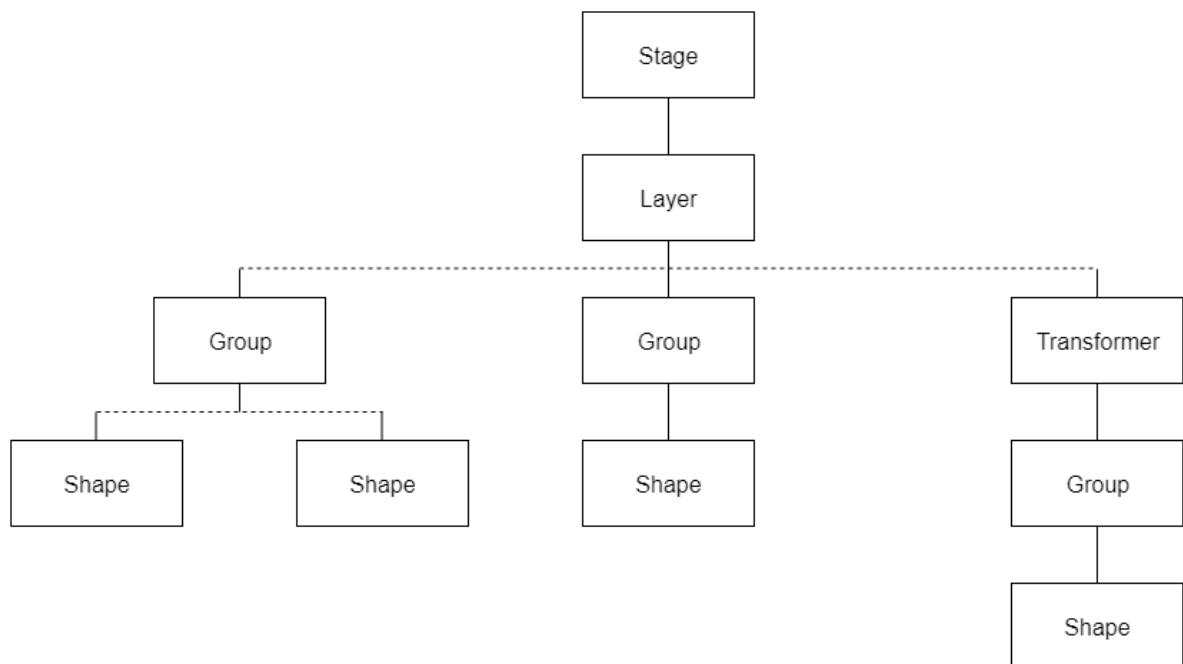 Stage
Layer
Group
Group
Transformer
Shape
Shape
Shape
Group
Shape